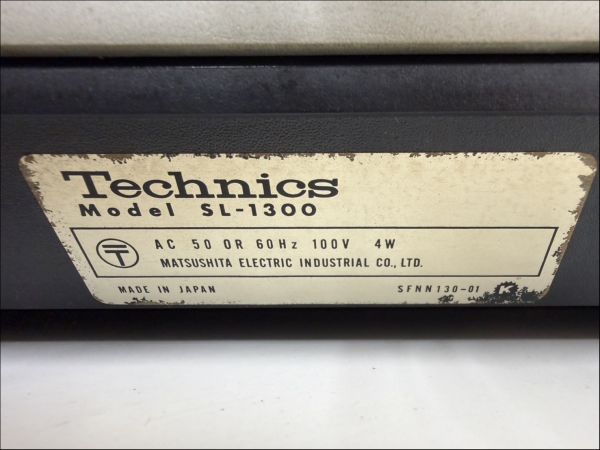 Technics
Model SL-1300
〒 AC 50 OR 60Hz 100V 4W
MATSUSHITA ELECTRIC INDUSTRIAL CO., LTD.
MADE IN JAPAN SFNN130-01 K